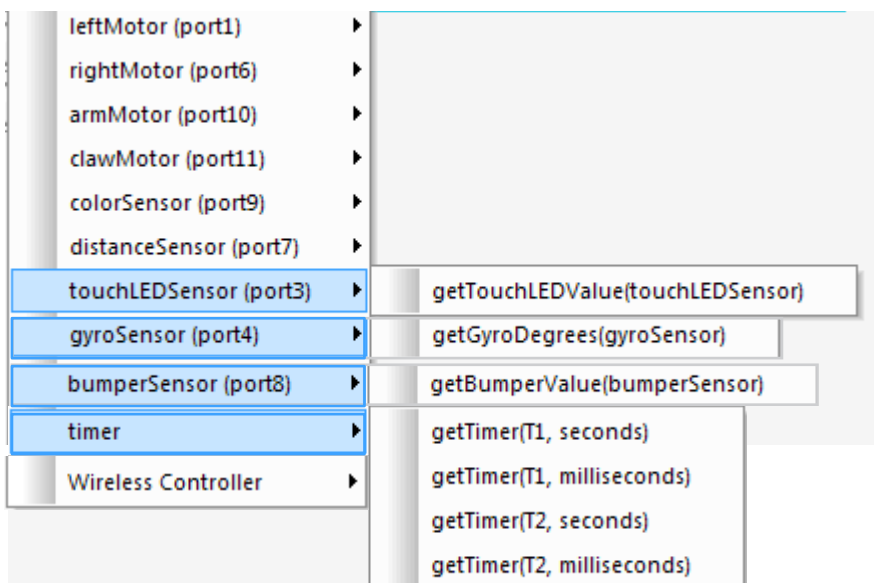 leftMotor (port1)
rightMotor (port6)
armMotor (port10)
clawMotor (port11)
colorSensor (port9)
distanceSensor (port7)
touchLEDSensor (port3) getTouchLEDValue(touchLEDSensor)
gyroSensor (port4) getGyroDegrees(gyroSensor)
bumperSensor (port8) getBumperValue(bumperSensor)
timer getTimer(T1, seconds)
getTimer(T1, milliseconds)
Wireless Controller
getTimer(T2, seconds)
getTimer(T2, milliseconds)